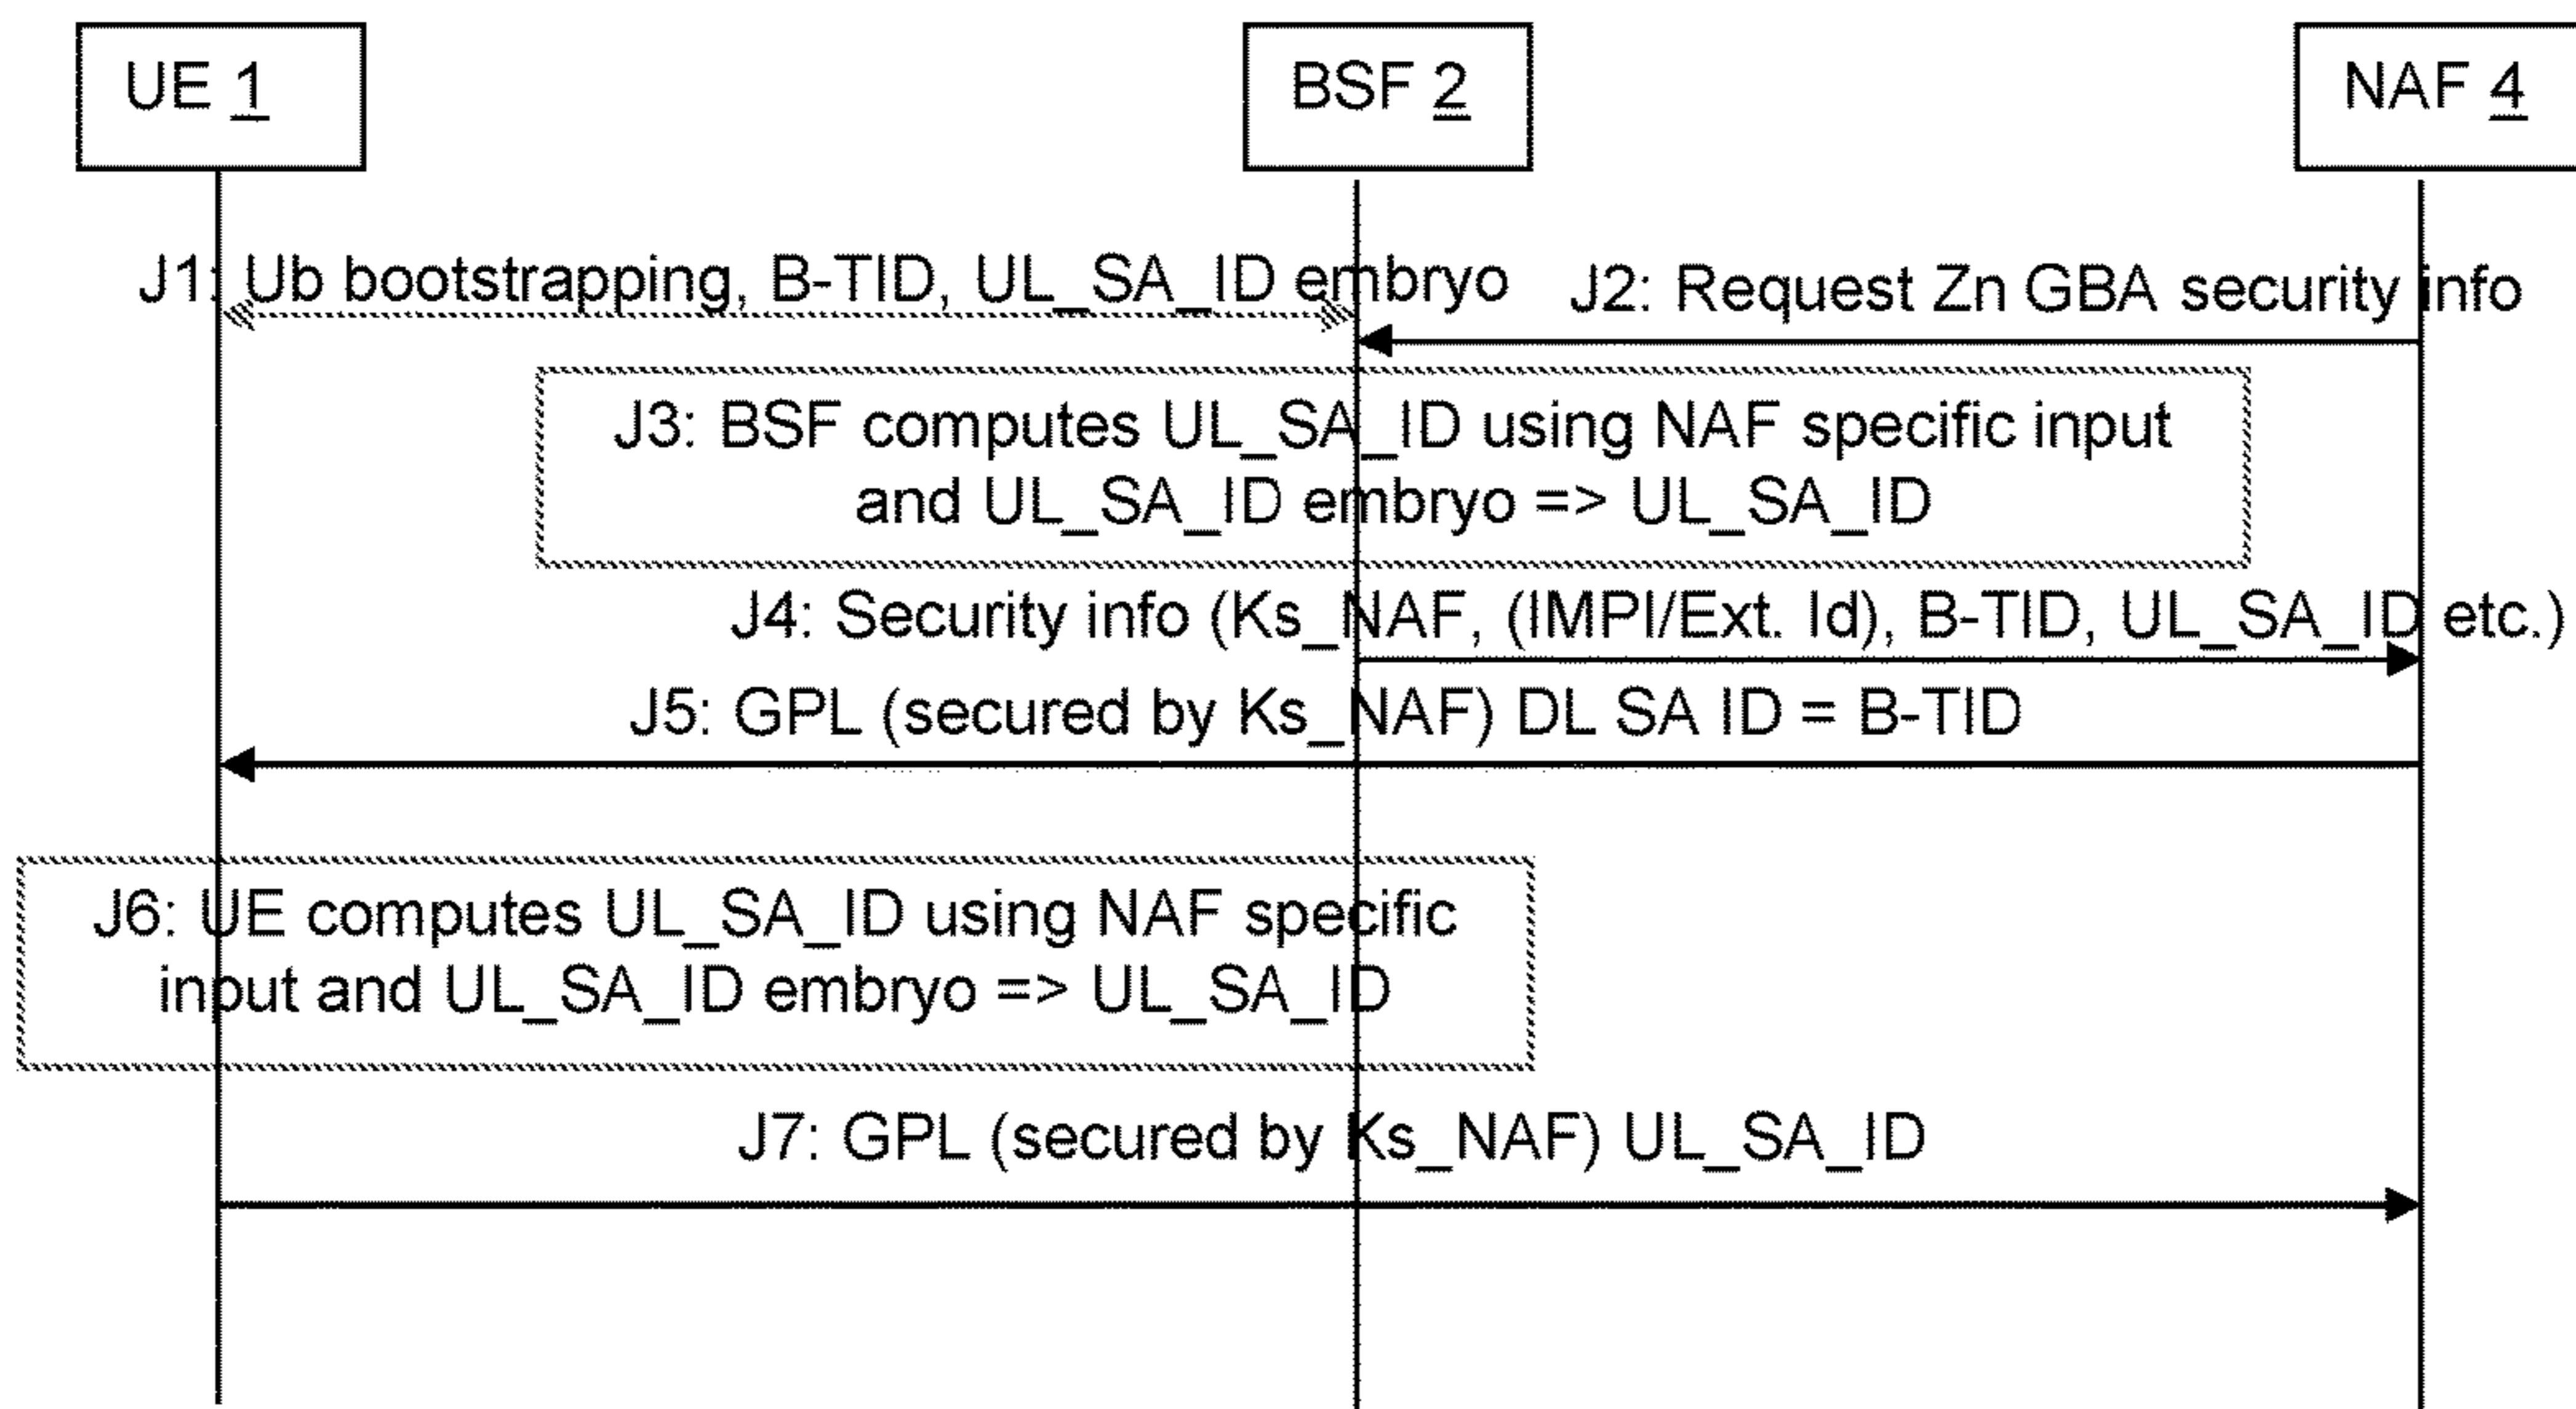 UE 1
BSF 2
NAF 4
J1: Ub bootstrapping, B-TID, UL_SA_ID embryo
J2: Request Zn GBA security info
J3: BSF computes UL_SA_ID using NAF specific input
and UL_SA_ID embryo => UL_SA_ID
J4: Security info (Ks_NAF, (IMPI/Ext. Id), B-TID, UL_SA_ID etc.)
J5: GPL (secured by Ks_NAF) DL SA ID = B-TID
J6: UE computes UL_SA_ID using NAF specific
input and UL_SA_ID embryo => UL_SA_ID
J7: GPL (secured by Ks_NAF) UL_SA_ID